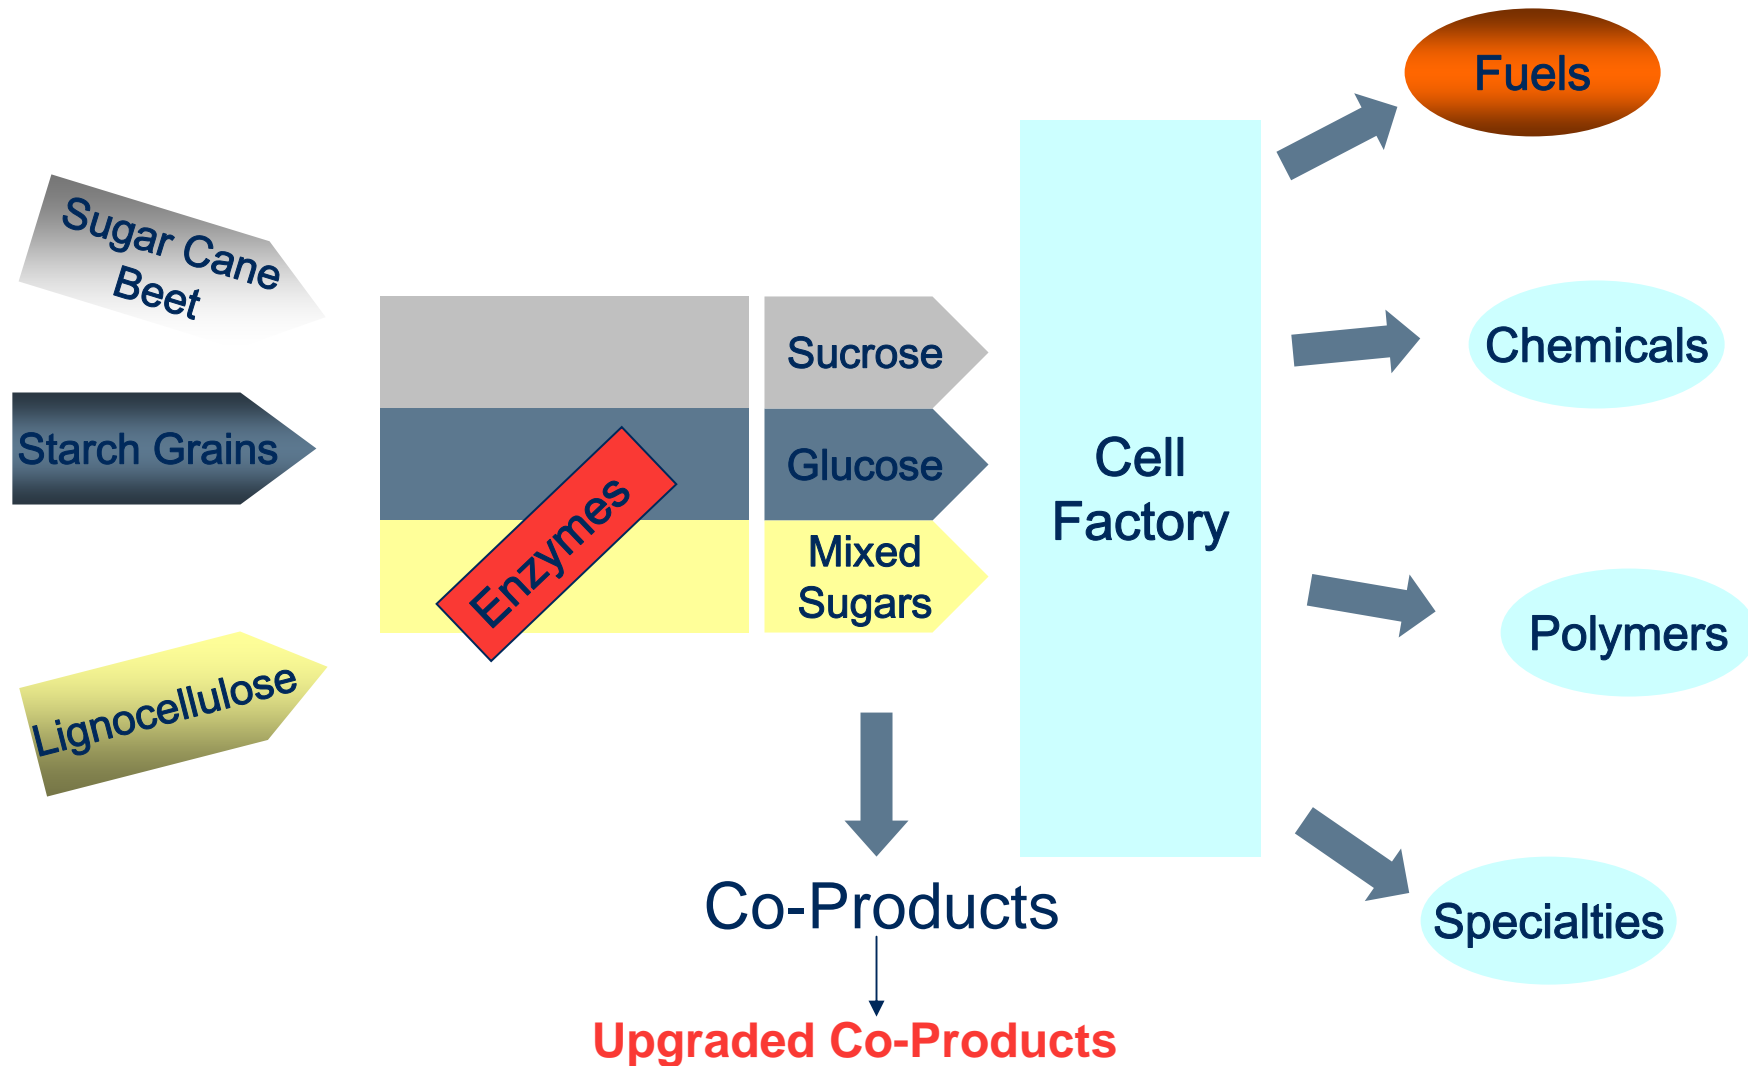 Fuels
Sugar Cane
Beet
Sucrose
Chemicals
Starch Grains
Glucose
Cell
Factory
Enzymes
Mixed
Sugars
Polymers
Lignocellulose
Co-Products
Specialties
Upgraded Co-Products